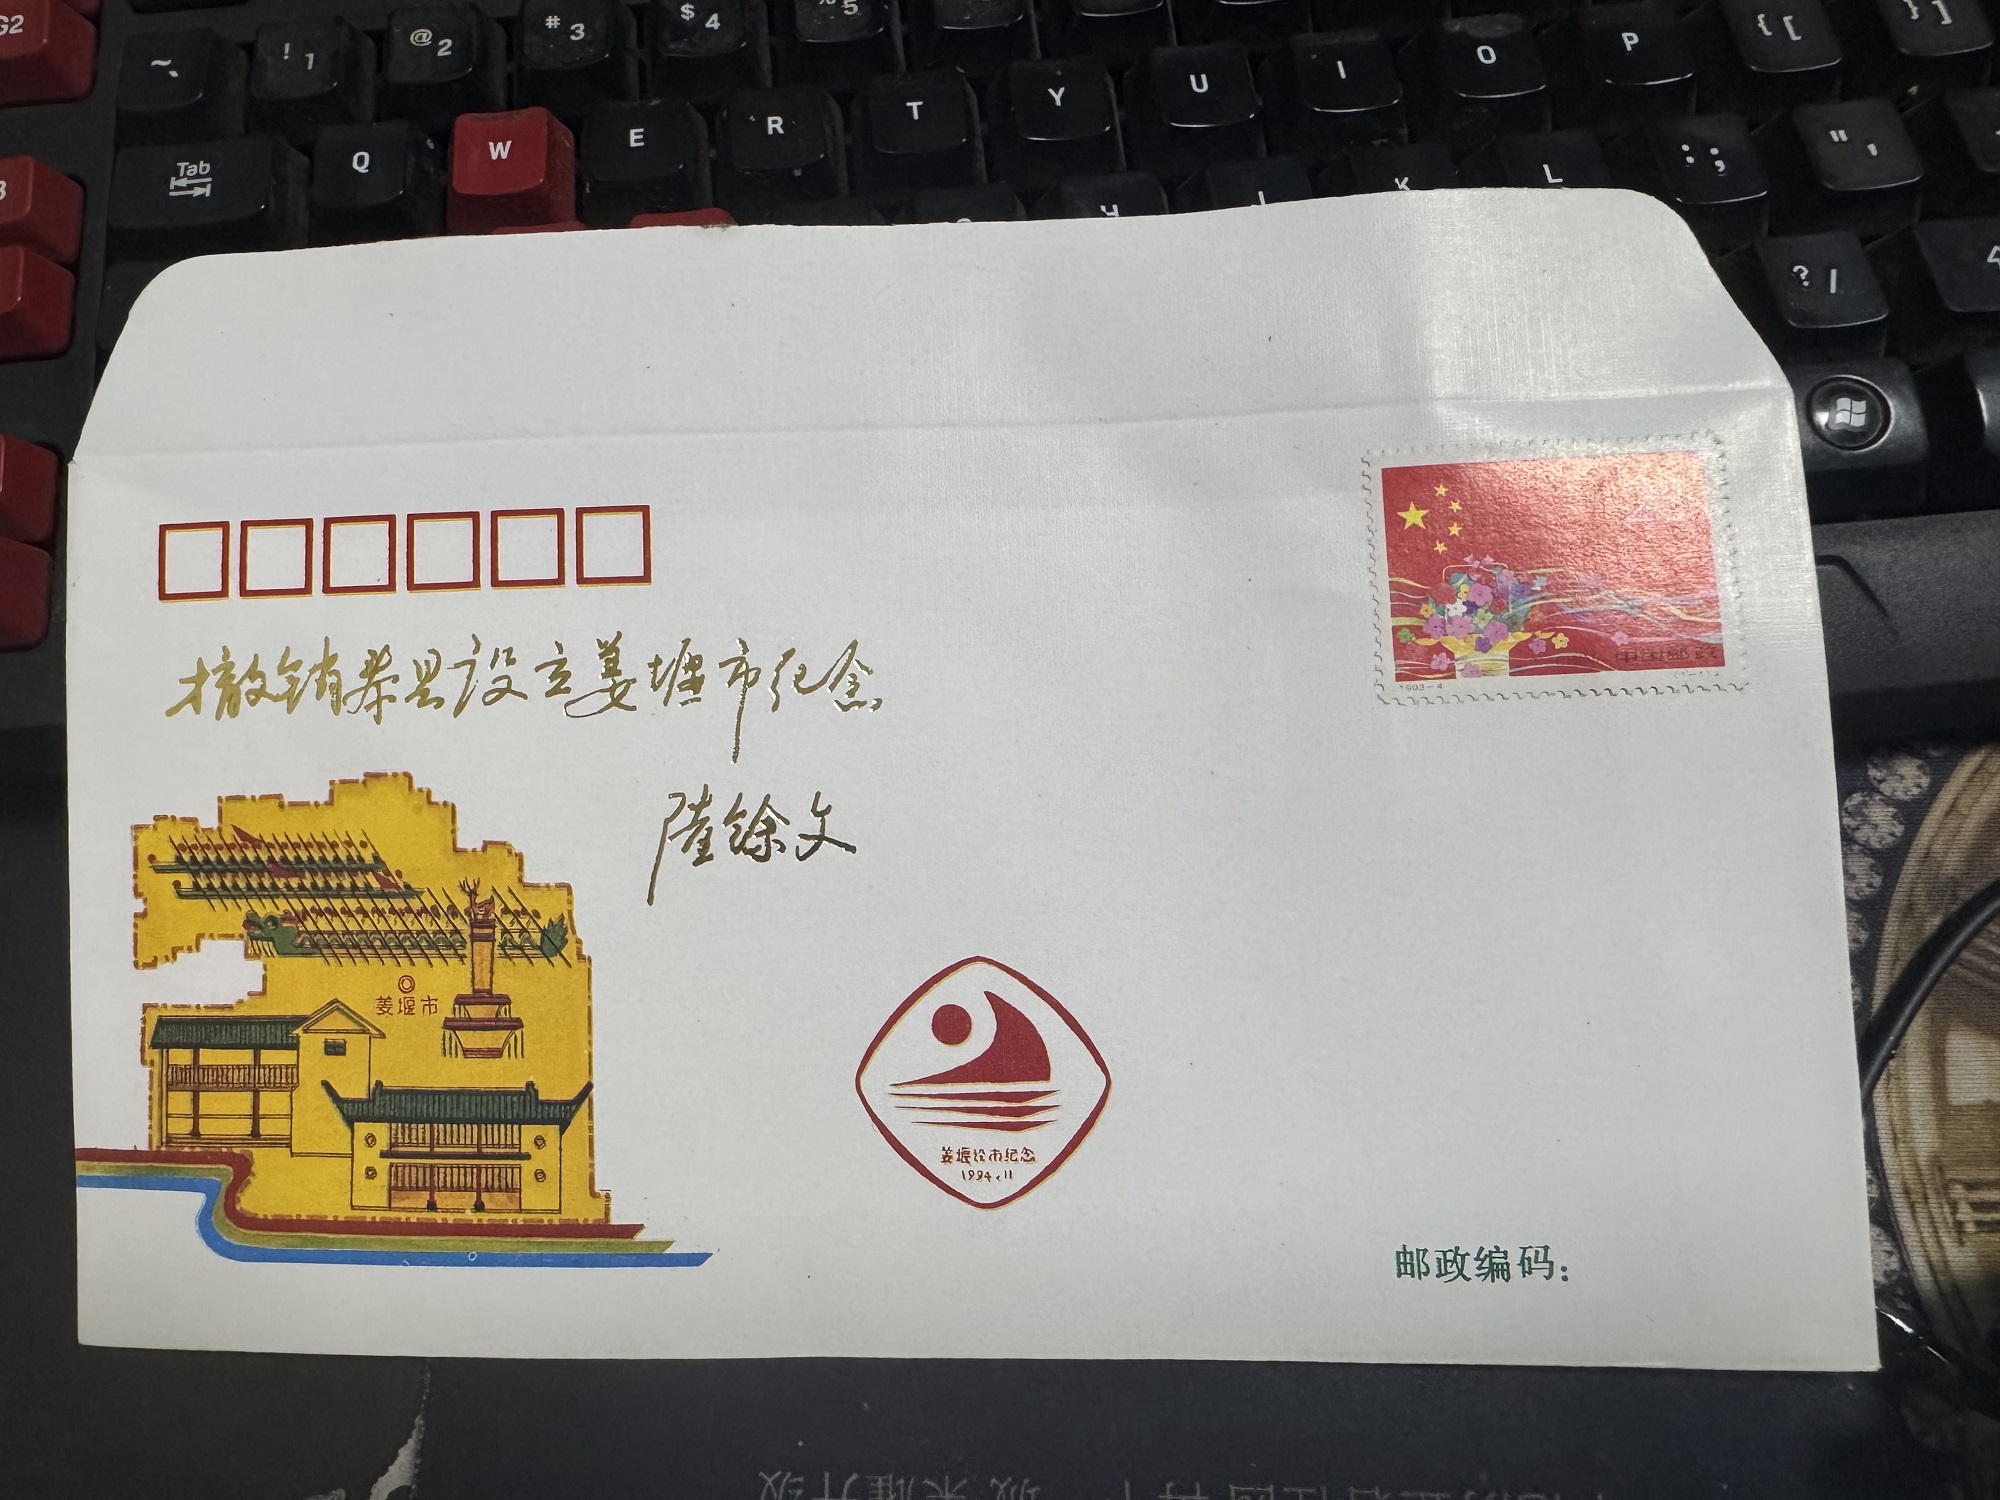 G2
~ `
! 1
@ 2
# 3
$ 4
% 5
Tab
Q
W
E
R
T
Y
U
I
O
P
{ [
} ]
K
L
: ;
" '
? /
中国邮政
1993-4
撤销泰县设立姜堰市纪念
陆铨文
姜堰市
姜堰设市纪念
1994.11
邮政编码：